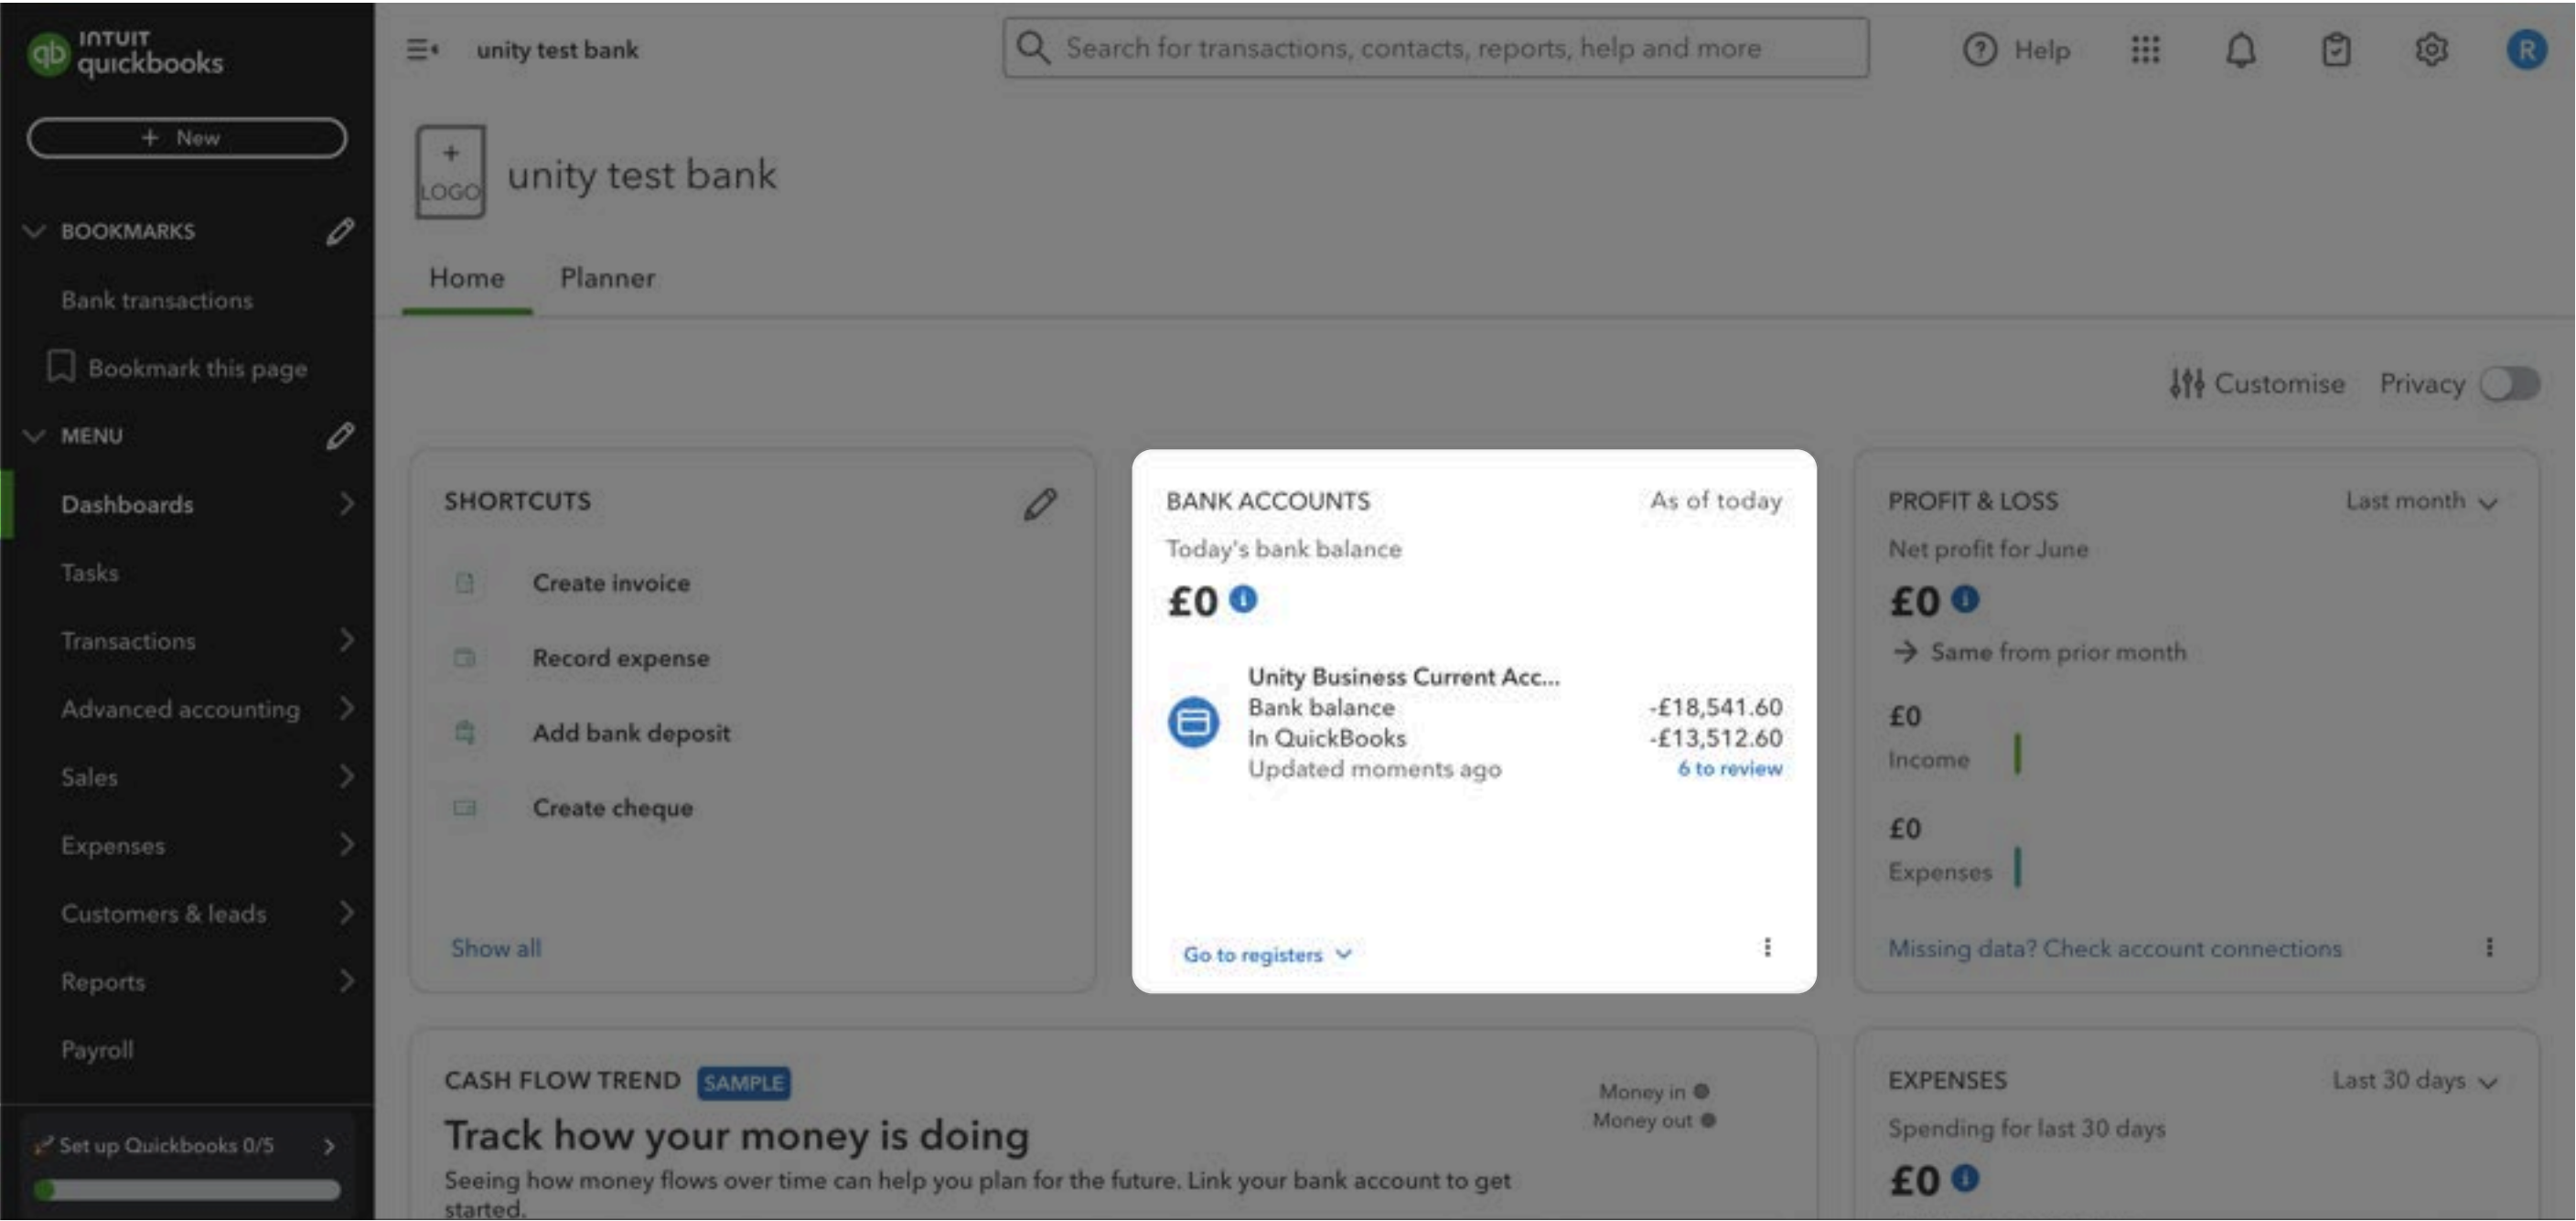 INTUIT
quickbooks
+ New
BOOKMARKS
Bank transactions
Bookmark this page
MENU
Dashboards
Tasks
Transactions
Advanced accounting
Sales
Expenses
Customers & leads
Reports
Payroll
Set up Quickbooks 0/5
unity test bank
Search for transactions, contacts, reports, help and more
Help
R
+
LOGO
unity test bank
Home Planner
Customise Privacy
SHORTCUTS
Create invoice
Record expense
Add bank deposit
Create cheque
Show all
BANK ACCOUNTS As of today
Today's bank balance
£0
Unity Business Current Acc...
Bank balance -£18,541.60
In QuickBooks -£13,512.60
Updated moments ago 6 to review
Go to registers
PROFIT & LOSS Last month
Net profit for June
£0
Same from prior month
£0
Income
£0
Expenses
Missing data? Check account connections
CASH FLOW TREND SAMPLE
Money in
Money out
Track how your money is doing
Seeing how money flows over time can help you plan for the future. Link your bank account to get
started.
EXPENSES Last 30 days
Spending for last 30 days
£0